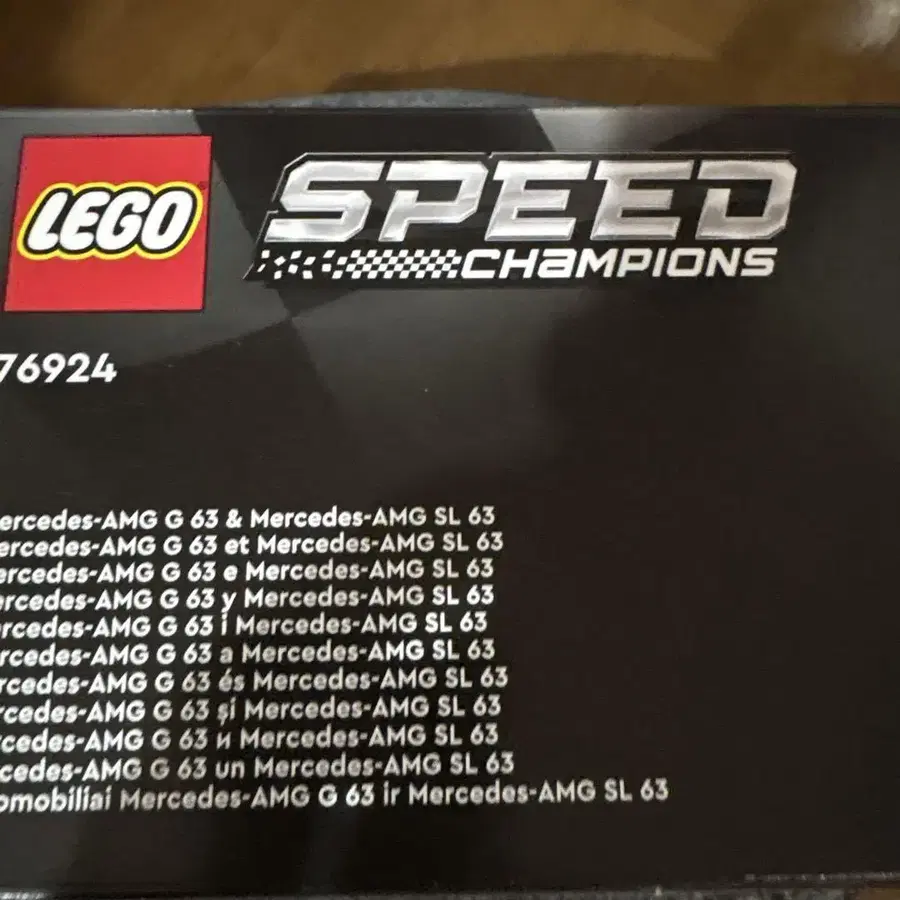 LEGO
SPEED
CHAMPIONS
76924
ercedes-AMG G 63 & Mercedes-AMG SL 63
ercedes-AMG G 63 et Mercedes-AMG SL 63
ercedes-AMG G 63 e Mercedes-AMG SL 63
ercedes-AMG G 63 y Mercedes-AMG SL 63
rcedes-AMG G 63 i Mercedes-AMG SL 63
rcedes-AMG G 63 a Mercedes-AMG SL 63
rcedes-AMG G 63 és Mercedes-AMG SL 63
rcedes-AMG G 63 și Mercedes-AMG SL 63
cedes-AMG G 63 и Mercedes-AMG SL 63
cedes-AMG G 63 un Mercedes-AMG SL 63
omobiliai Mercedes-AMG G 63 ir Mercedes-AMG SL 63